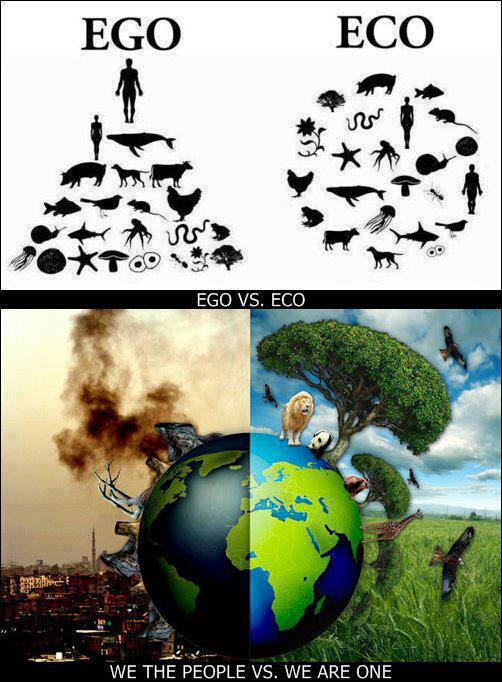 EGO
ECO
EGO VS. ECO
WE THE PEOPLE VS. WE ARE ONE